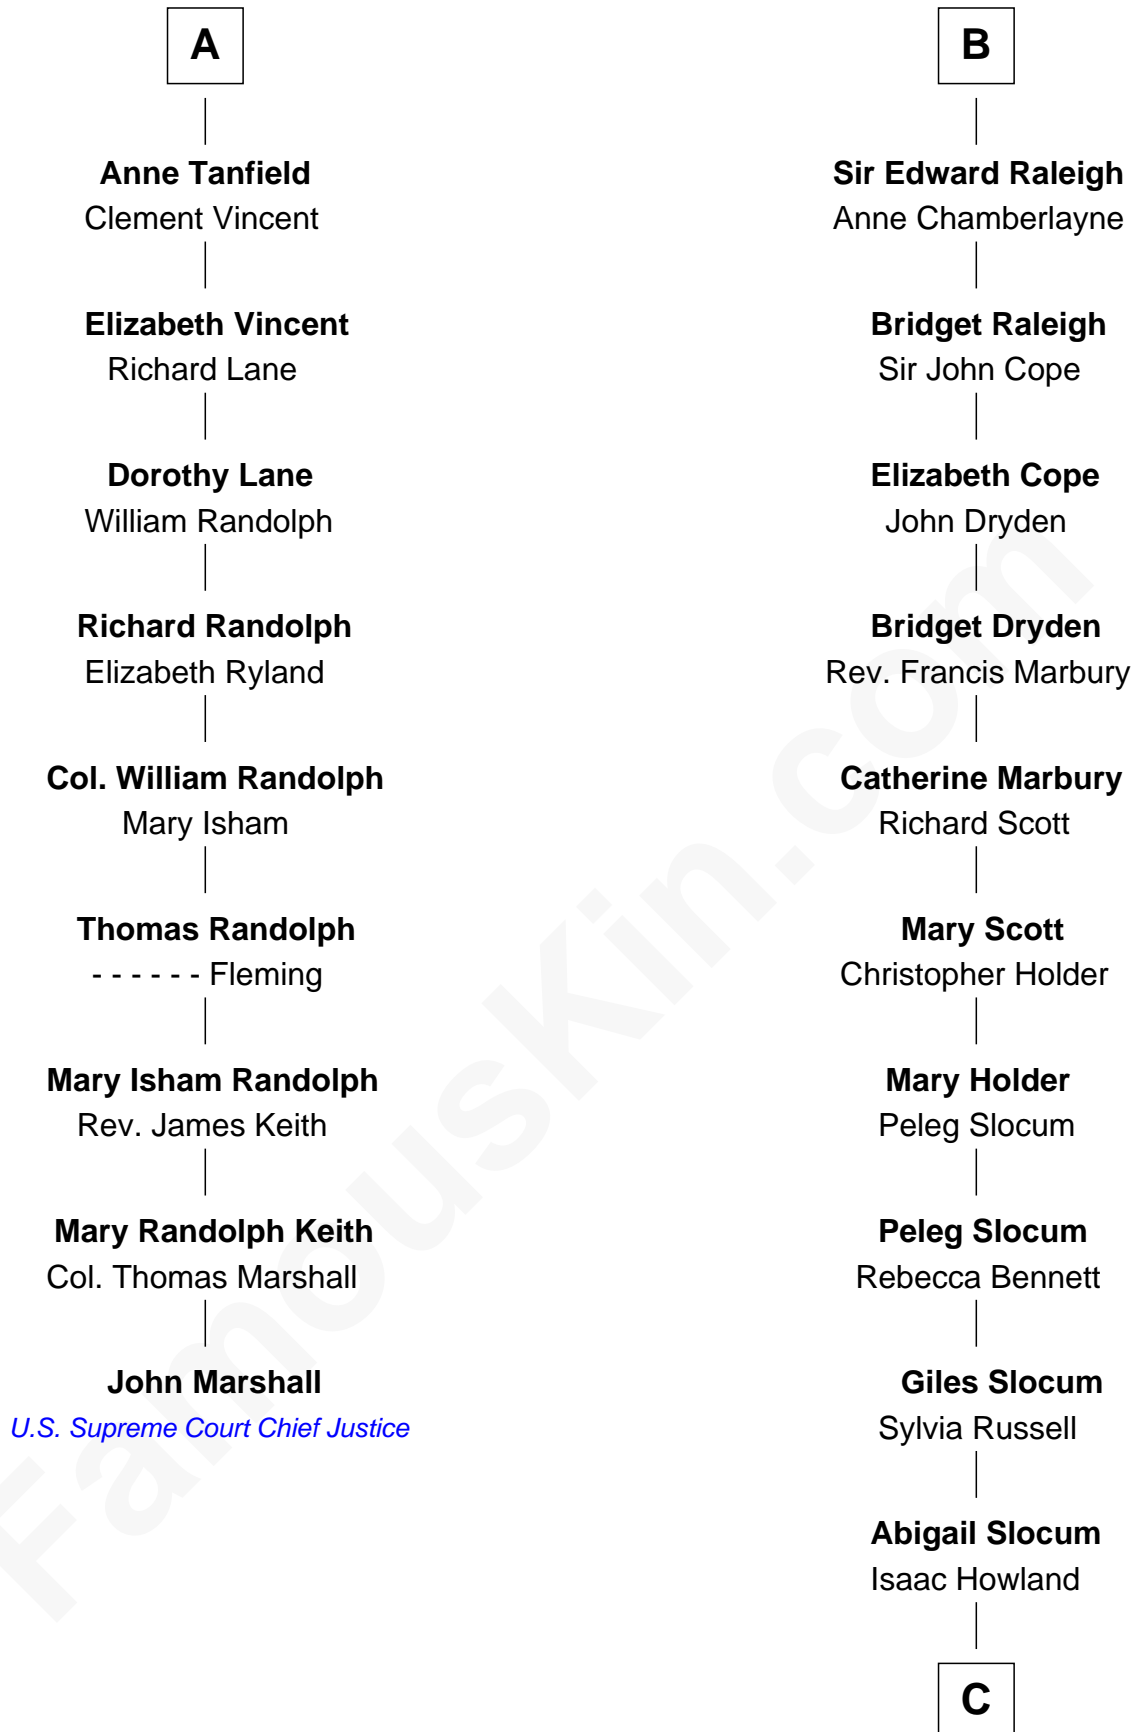 A
Anne Tanfield
Clement Vincent
Elizabeth Vincent
Richard Lane
Dorothy Lane
William Randolph
Richard Randolph
Elizabeth Ryland
Col. William Randolph
Mary Isham
Thomas Randolph
- - - - - - Fleming
Mary Isham Randolph
Rev. James Keith
Mary Randolph Keith
Col. Thomas Marshall
John Marshall
U.S. Supreme Court Chief Justice
B
Sir Edward Raleigh
Anne Chamberlayne
Bridget Raleigh
Sir John Cope
Elizabeth Cope
John Dryden
Bridget Dryden
Rev. Francis Marbury
Catherine Marbury
Richard Scott
Mary Scott
Christopher Holder
Mary Holder
Peleg Slocum
Peleg Slocum
Rebecca Bennett
Giles Slocum
Sylvia Russell
Abigail Slocum
Isaac Howland
C
FamousKin.com